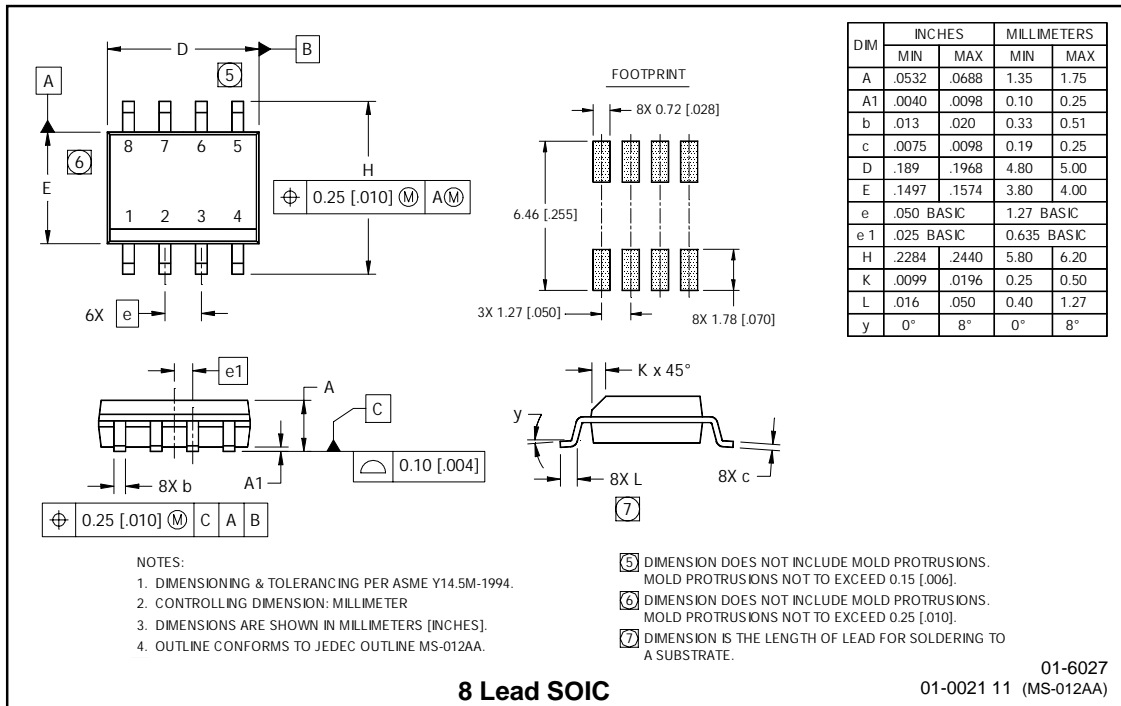 D
B
5
A
8 7 6 5
6
E
H
⌖ 0.25 [.010] Ⓜ AⓂ
1 2 3 4
6X e
FOOTPRINT
8X 0.72 [.028]
6.46 [.255]
3X 1.27 [.050]
8X 1.78 [.070]
DIM INCHES MILLIMETERS
MIN MAX MIN MAX
A .0532 .0688 1.35 1.75
A1 .0040 .0098 0.10 0.25
b .013 .020 0.33 0.51
c .0075 .0098 0.19 0.25
D .189 .1968 4.80 5.00
E .1497 .1574 3.80 4.00
e .050 BASIC 1.27 BASIC
e 1 .025 BASIC 0.635 BASIC
H .2284 .2440 5.80 6.20
K .0099 .0196 0.25 0.50
L .016 .050 0.40 1.27
y 0° 8° 0° 8°
e1
A
C
0.10 [.004]
8X b
A1
⌖ 0.25 [.010] Ⓜ C A B
K x 45°
y
8X L
8X c
7
NOTES:
1. DIMENSIONING & TOLERANCING PER ASME Y14.5M-1994.
2. CONTROLLING DIMENSION: MILLIMETER
3. DIMENSIONS ARE SHOWN IN MILLIMETERS [INCHES].
4. OUTLINE CONFORMS TO JEDEC OUTLINE MS-012AA.
5 DIMENSION DOES NOT INCLUDE MOLD PROTRUSIONS.
MOLD PROTRUSIONS NOT TO EXCEED 0.15 [.006].
6 DIMENSION DOES NOT INCLUDE MOLD PROTRUSIONS.
MOLD PROTRUSIONS NOT TO EXCEED 0.25 [.010].
7 DIMENSION IS THE LENGTH OF LEAD FOR SOLDERING TO
A SUBSTRATE.
8 Lead SOIC
01-6027
01-0021 11 (MS-012AA)